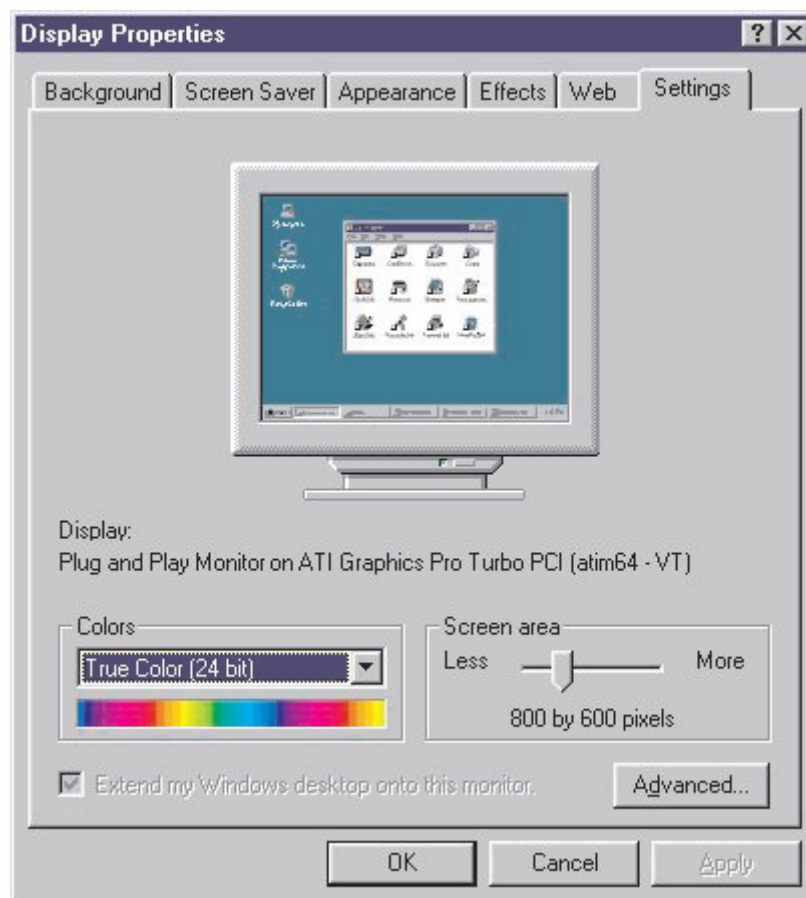 Display Properties
Background Screen Saver Appearance Effects Web Settings
Display:
Plug and Play Monitor on ATI Graphics Pro Turbo PCI (atim64 - VT)
Colors
True Color (24 bit)
Screen area
Less More
800 by 600 pixels
Extend my Windows desktop onto this monitor.
Advanced...
OK Cancel Apply